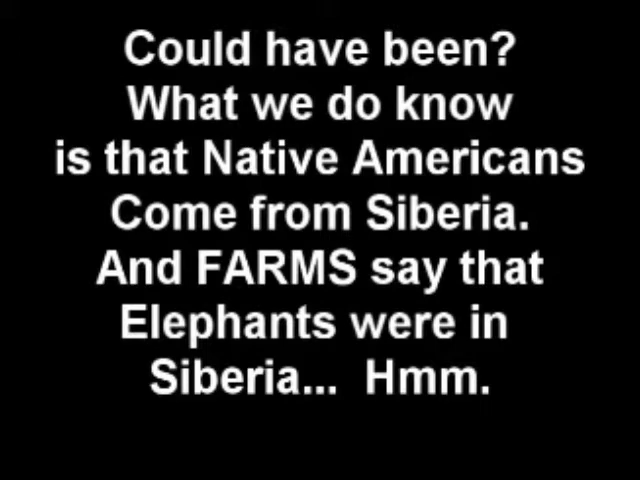 Could have been?
What we do know
is that Native Americans
Come from Siberia.
And FARMS say that
Elephants were in
Siberia... Hmm.